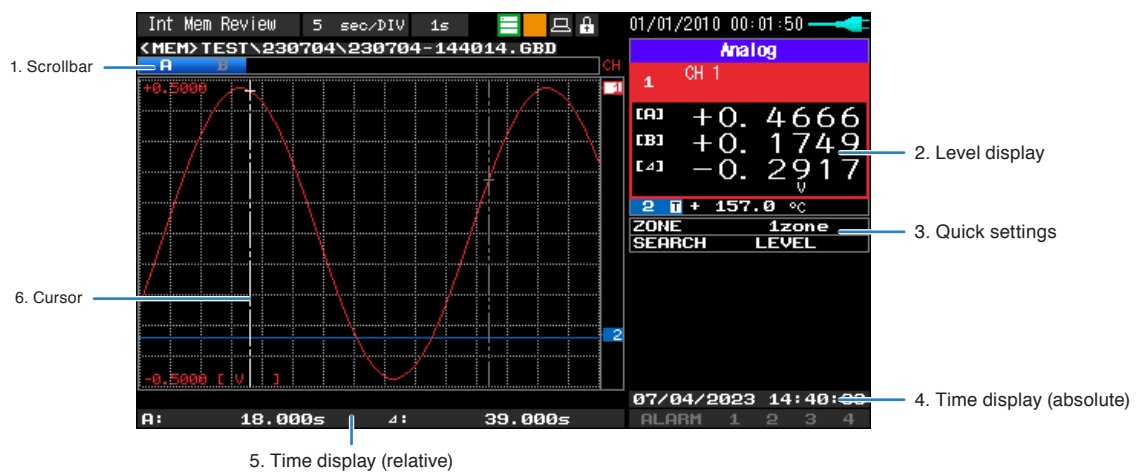 Int Mem Review 5 sec/DIV 1s 01/01/2010 00:01:50
<MEM>TEST\230704\230704-144014.GBD
A B CH
+0.5000
-0.5000 [ V ]
1
2
A: 18.000s ⊿: 39.000s
Analog
1 CH 1
[A] +0.4666
[B] +0.1749
[⊿] -0.2917
V
2 T + 157.0 °C
ZONE 1zone
SEARCH LEVEL
07/04/2023 14:40:
ALARM 1 2 3 4
1. Scrollbar
2. Level display
3. Quick settings
4. Time display (absolute)
5. Time display (relative)
6. Cursor